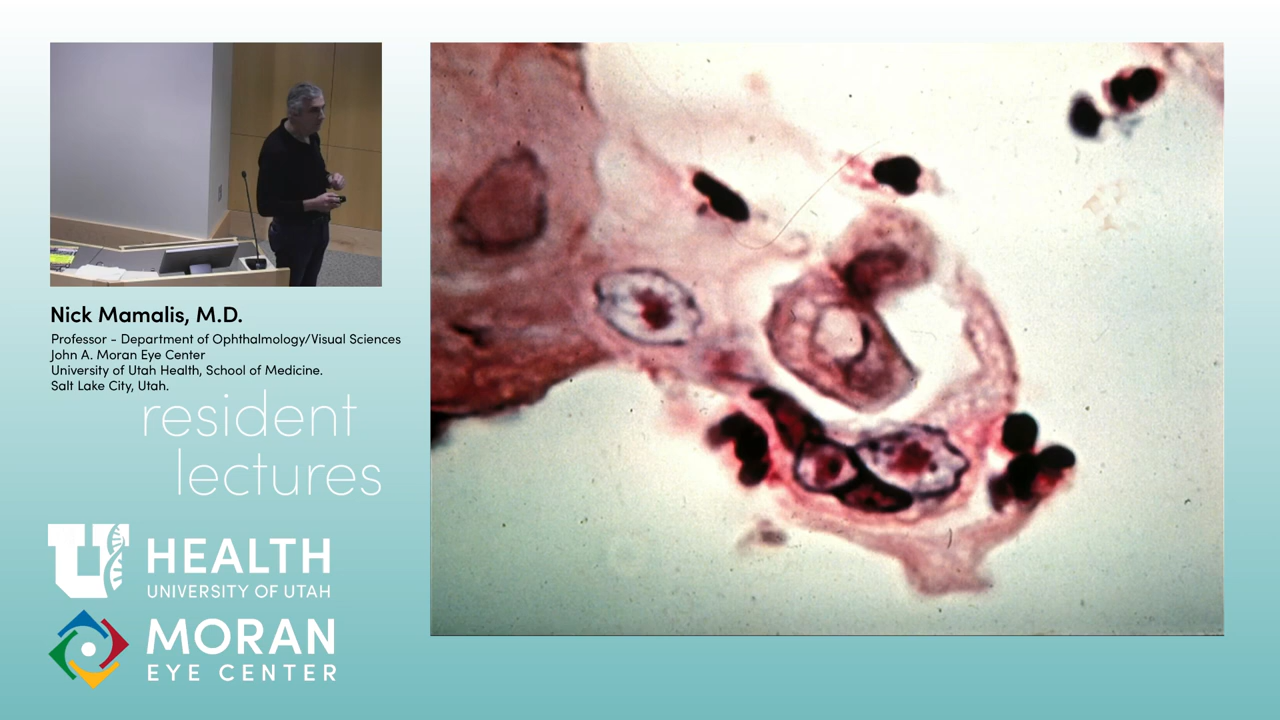 Nick Mamalis, M.D.
Professor - Department of Ophthalmology/Visual Sciences
John A. Moran Eye Center
University of Utah Health, School of Medicine.
Salt Lake City, Utah.
resident
lectures
U HEALTH
UNIVERSITY OF UTAH
MORAN
EYE CENTER